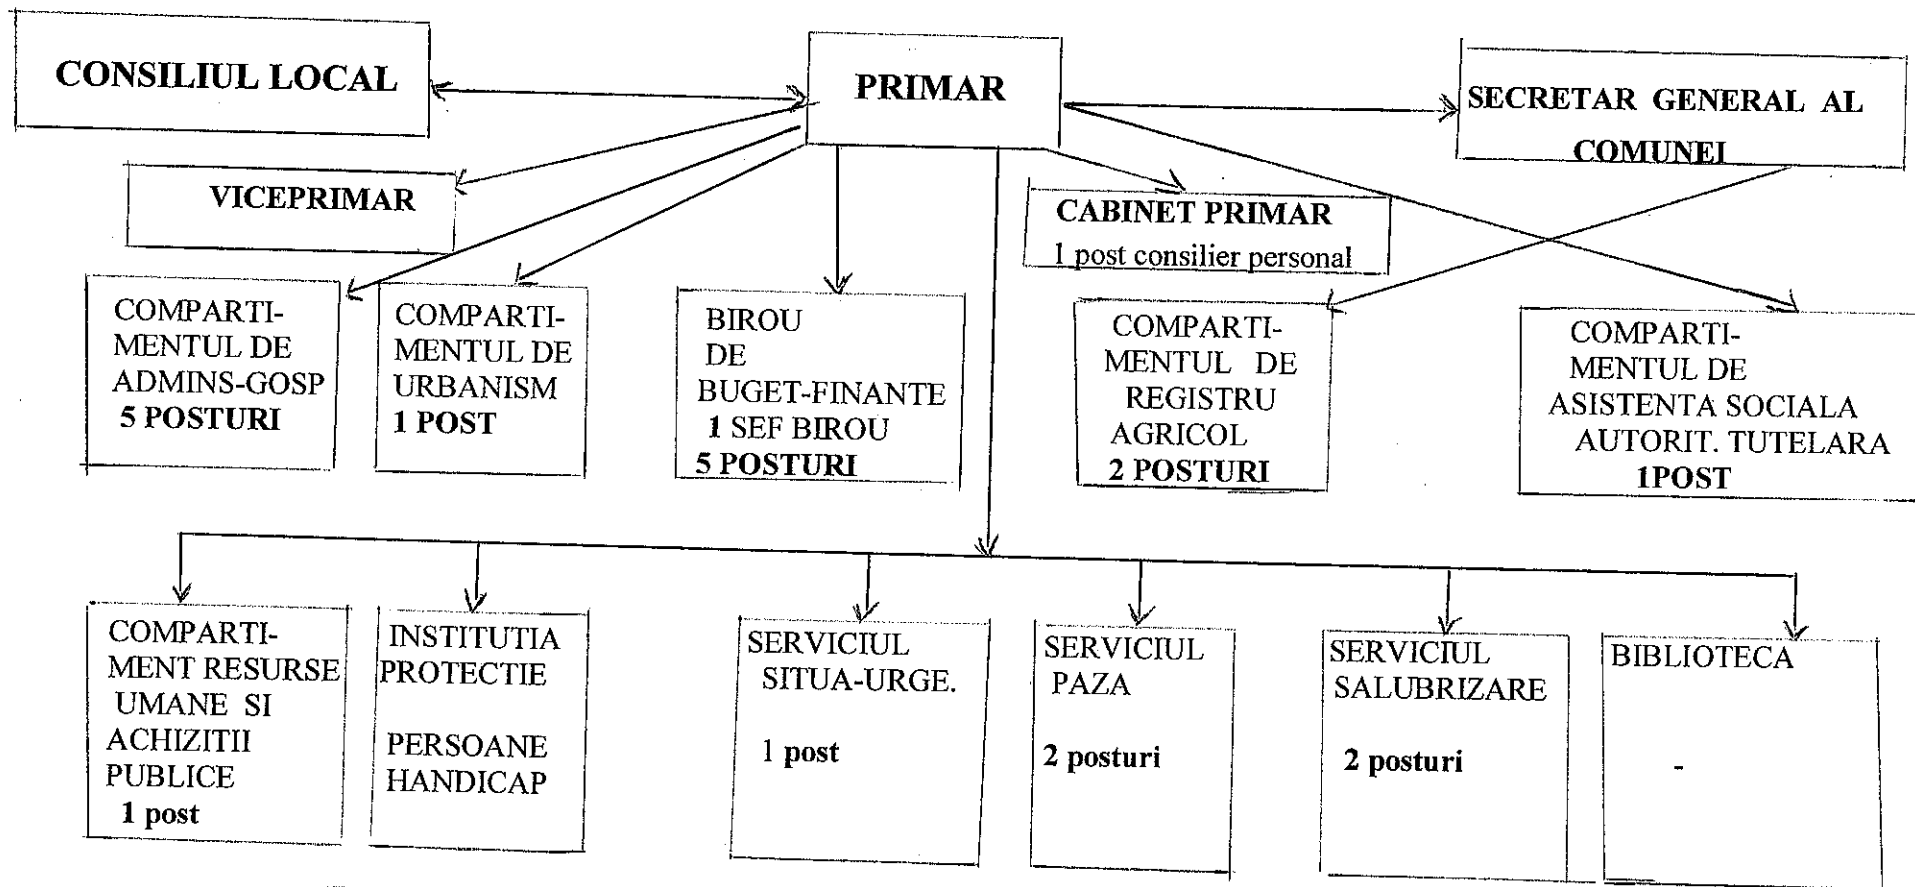 CONSILIUL LOCAL
PRIMAR
SECRETAR GENERAL AL
COMUNEI
VICEPRIMAR
CABINET PRIMAR
1 post consilier personal
COMPARTI-
MENTUL DE
ADMINS-GOSP
5 POSTURI
COMPARTI-
MENTUL DE
URBANISM
1 POST
BIROU
DE
BUGET-FINANTE
1 SEF BIROU
5 POSTURI
COMPARTI-
MENTUL DE
REGISTRU
AGRICOL
2 POSTURI
COMPARTI-
MENTUL DE
ASISTENTA SOCIALA
AUTORIT. TUTELARA
1POST
COMPARTI-
MENT RESURSE
UMANE SI
ACHIZITII
PUBLICE
1 post
INSTITUTIA
PROTECTIE
PERSOANE
HANDICAP
SERVICIUL
SITUA-URGE.
1 post
SERVICIUL
PAZA
2 posturi
SERVICIUL
SALUBRIZARE
2 posturi
BIBLIOTECA
-